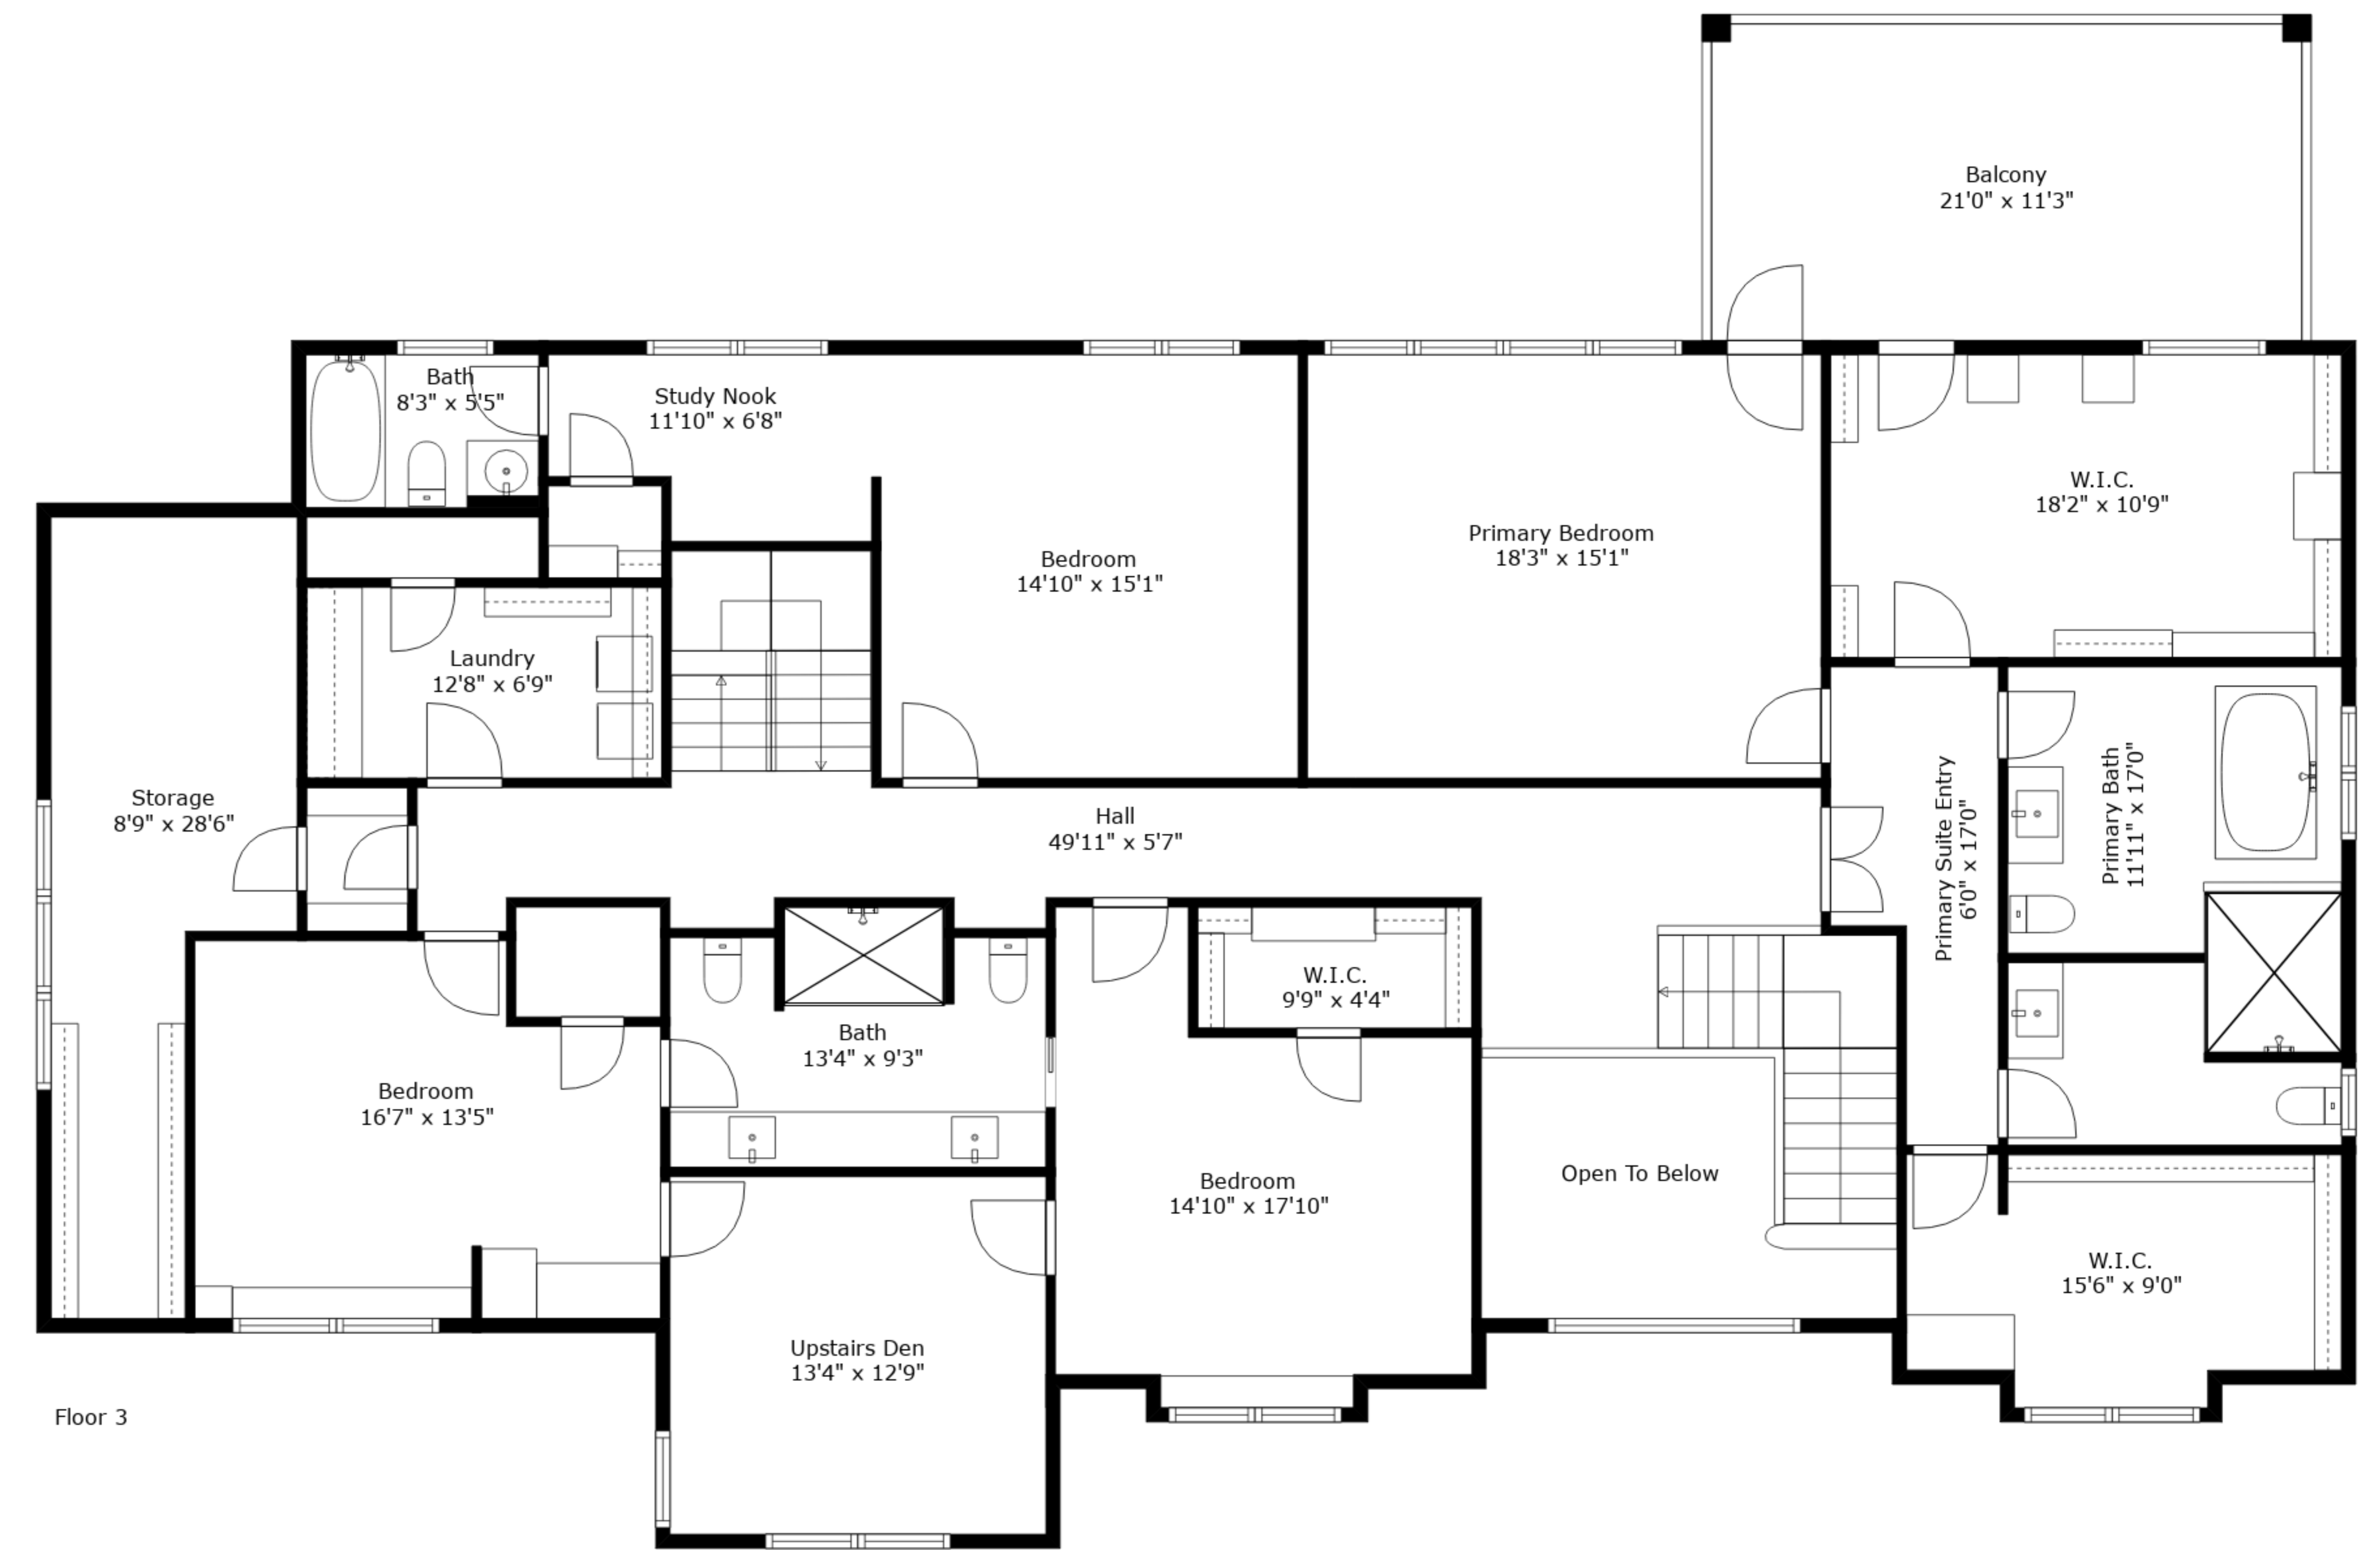 Balcony
21'0" x 11'3"
Bath
8'3" x 5'5"
Study Nook
11'10" x 6'8"
W.I.C.
18'2" x 10'9"
Primary Bedroom
18'3" x 15'1"
Bedroom
14'10" x 15'1"
Laundry
12'8" x 6'9"
Storage
8'9" x 28'6"
Hall
49'11" x 5'7"
Primary Suite Entry
6'0" x 17'0"
Primary Bath
11'11" x 17'0"
W.I.C.
9'9" x 4'4"
Bath
13'4" x 9'3"
Bedroom
16'7" x 13'5"
Bedroom
14'10" x 17'10"
Open To Below
W.I.C.
15'6" x 9'0"
Upstairs Den
13'4" x 12'9"
Floor 3